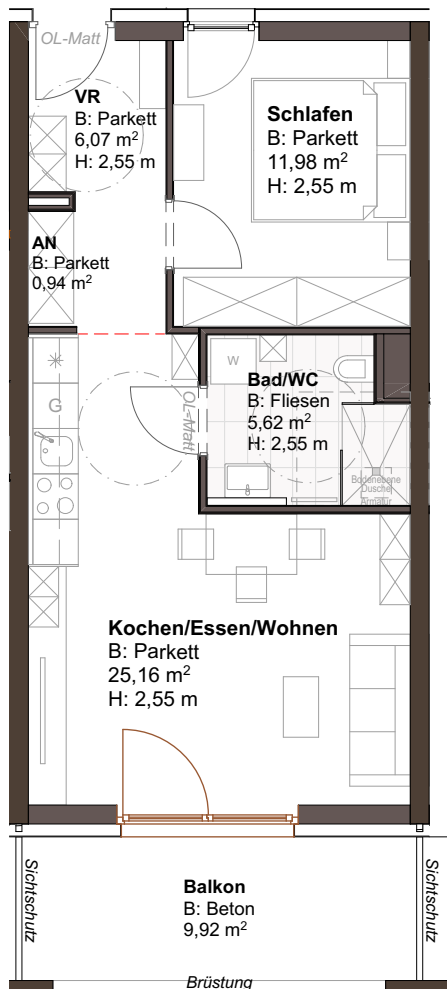 OL-Matt
VR
B: Parkett
6,07 m²
H: 2,55 m
Schlafen
B: Parkett
11,98 m²
H: 2,55 m
AN
B: Parkett
0,94 m²
W
Bad/WC
B: Fliesen
5,62 m²
H: 2,55 m
OL-Matt
G
Bodenebene
Dusche
Armatur
Kochen/Essen/Wohnen
B: Parkett
25,16 m²
H: 2,55 m
Sichtschutz
Balkon
B: Beton
9,92 m²
Sichtschutz
Brüstung